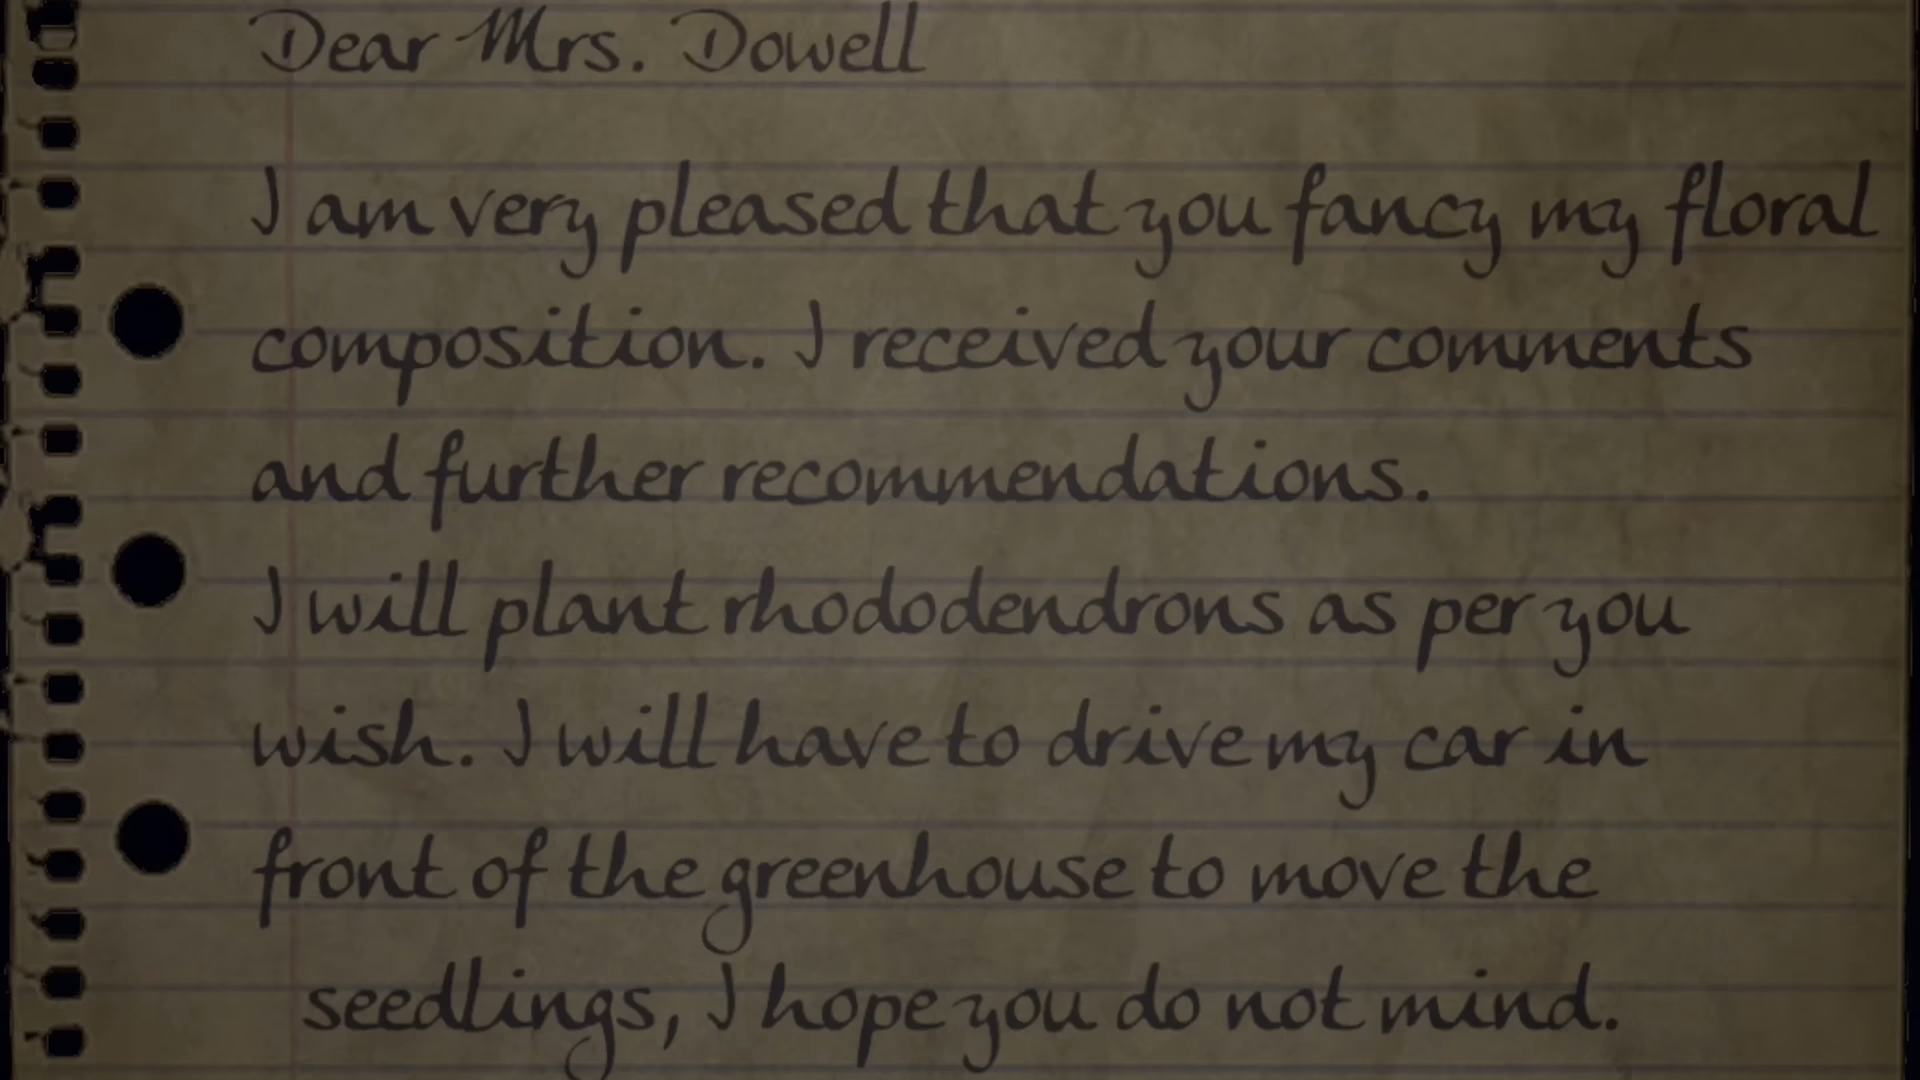 Dear Mrs. Dowell
I am very pleased that you fancy my floral
composition. I received your comments
and further recommendations.
I will plant rhododendrons as per you
wish. I will have to drive my car in
front of the greenhouse to move the
seedlings, I hope you do not mind.